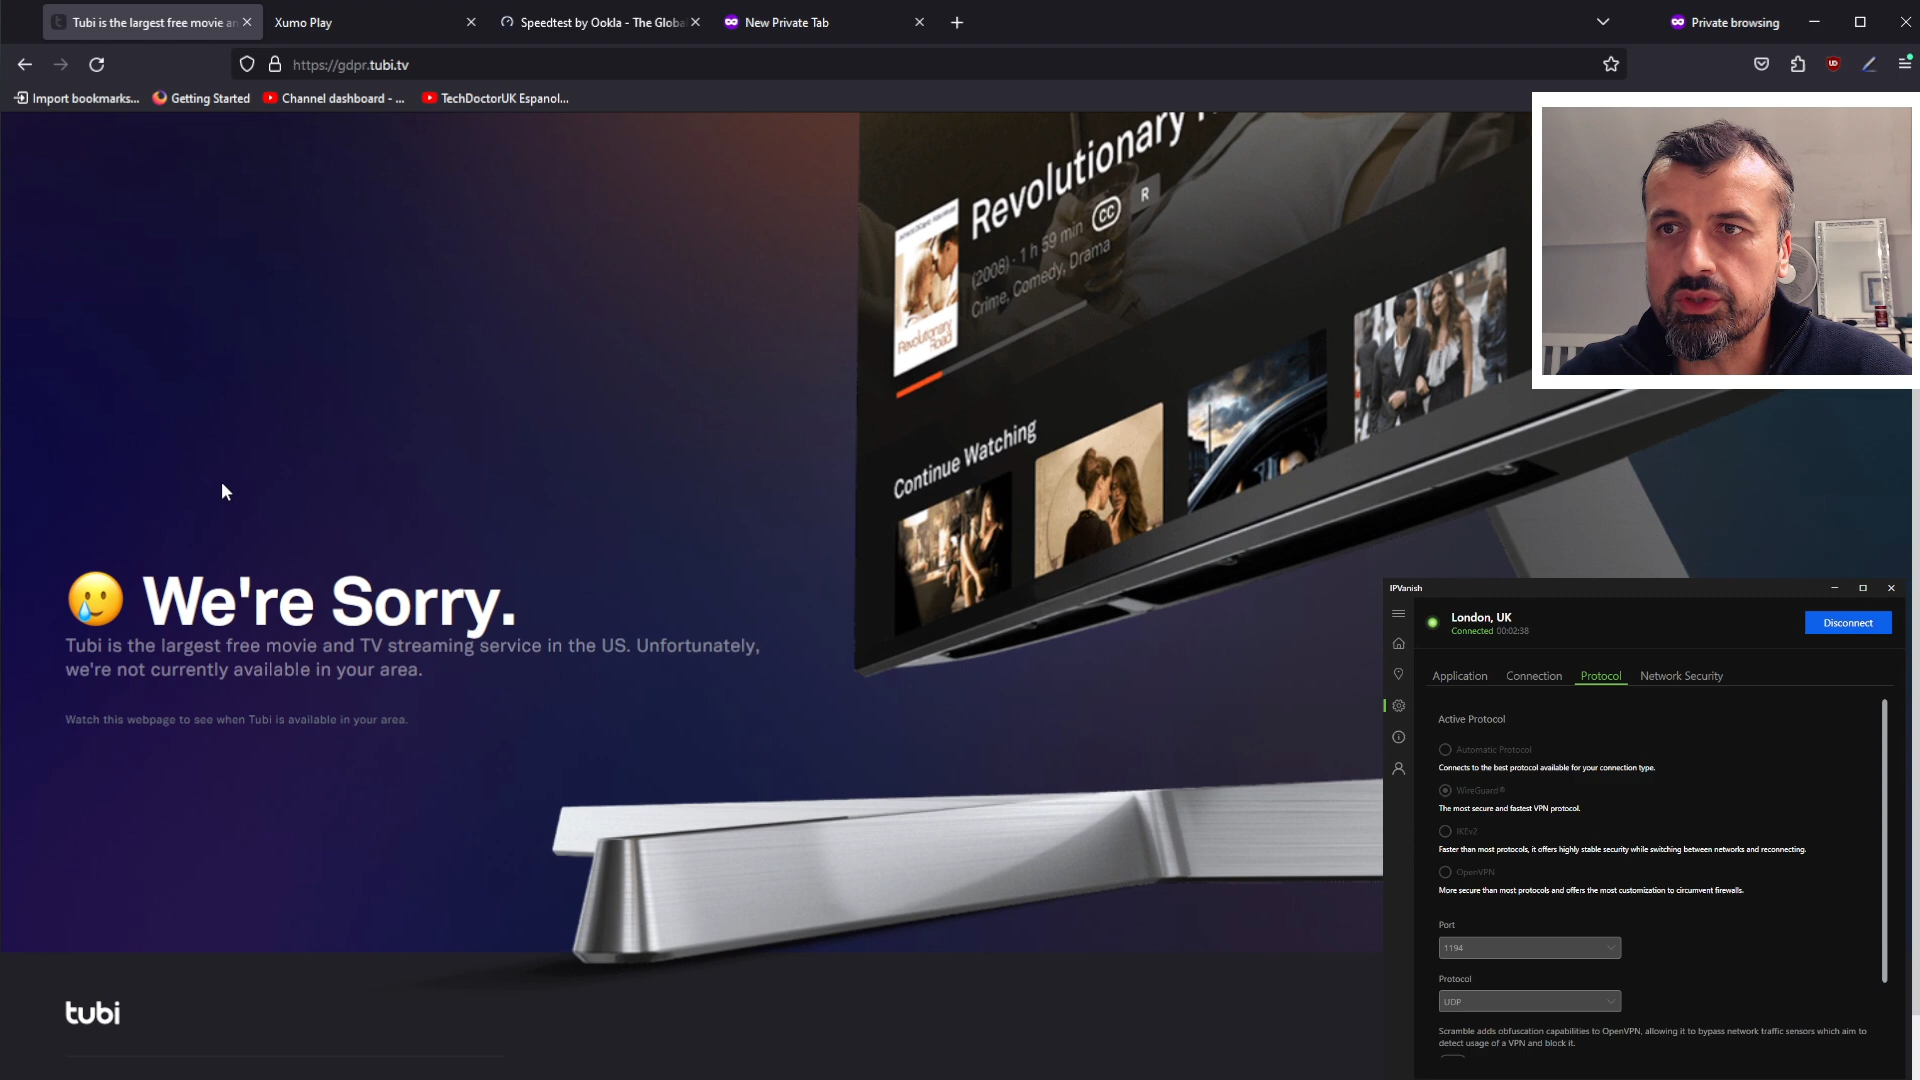 Tubi is the largest free movie an
Xumo Play
Speedtest by Ookla - The Globa
New Private Tab
Private browsing
https://gdpr.tubi.tv
Import bookmarks...
Getting Started
Channel dashboard - ...
TechDoctorUK Espanol...
Revolutionary
R
CC
(2008) · 1 h 59 min
Crime, Comedy, Drama
Revolutionary
Road
Continue Watching
We're Sorry.
Tubi is the largest free movie and TV streaming service in the US. Unfortunately,
we're not currently available in your area.
Watch this webpage to see when Tubi is available in your area.
tubi
IPVanish
London, UK
Connected 00:02:38
Disconnect
Application
Connection
Protocol
Network Security
Active Protocol
Automatic Protocol
Connects to the best protocol available for your connection type.
WireGuard®
The most secure and fastest VPN protocol.
IKEv2
Faster than most protocols, it offers highly stable security while switching between networks and reconnecting.
OpenVPN
More secure than most protocols and offers the most customization to circumvent firewalls.
Port
1194
Protocol
UDP
Scramble adds obfuscation capabilities to OpenVPN, allowing it to bypass network traffic sensors which aim to
detect usage of a VPN and block it.